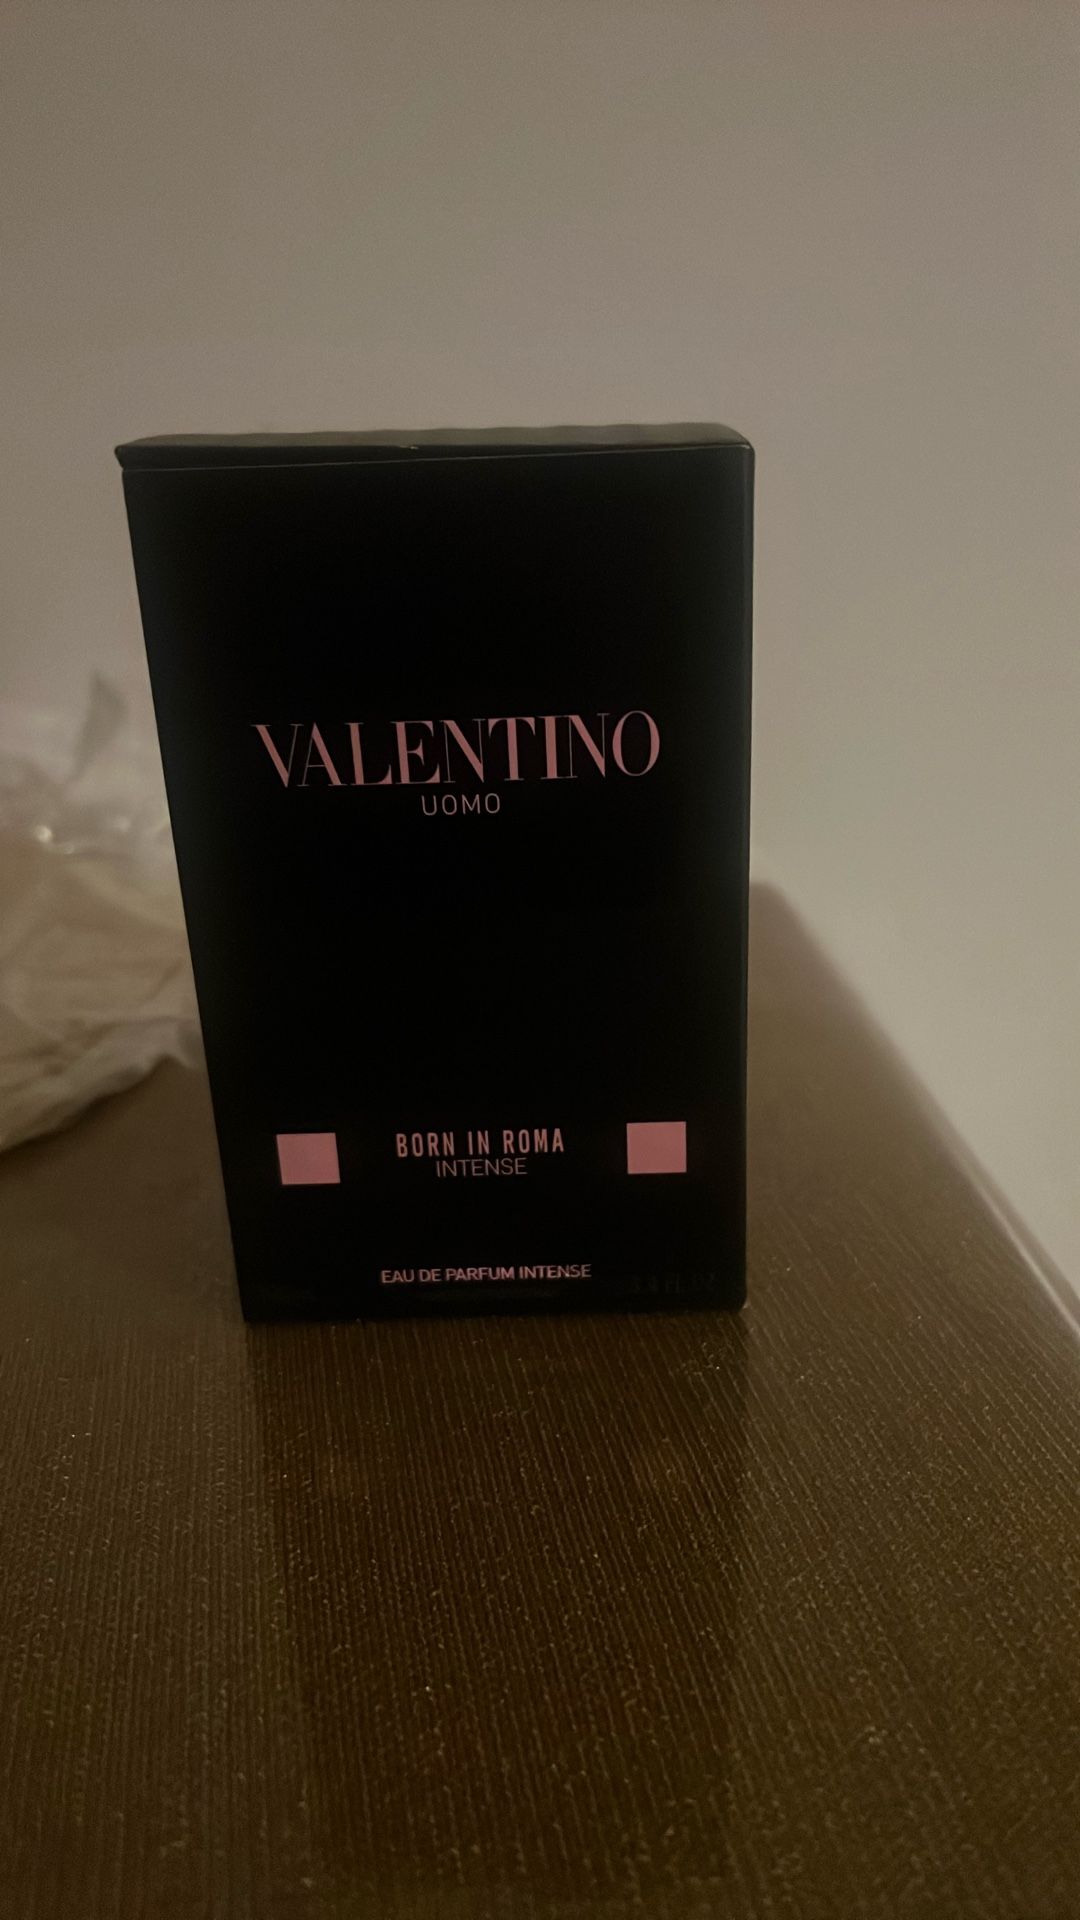 VALENTINO
UOMO
BORN IN ROMA
INTENSE
EAU DE PARFUM INTENSE